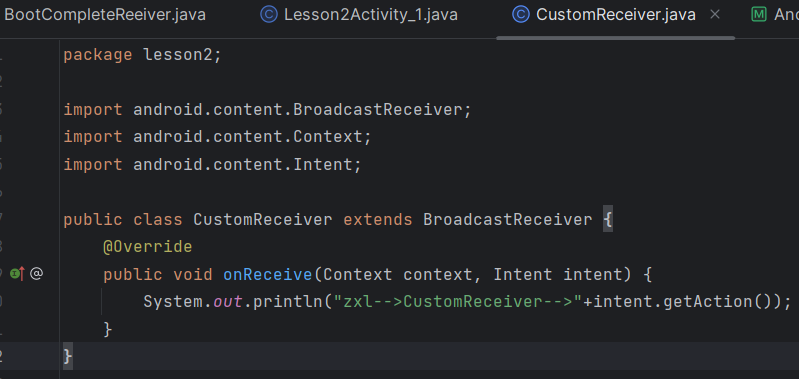 BootCompleteReeiver.java Lesson2Activity_1.java CustomReceiver.java And
package lesson2;
import android.content.BroadcastReceiver;
import android.content.Context;
import android.content.Intent;
public class CustomReceiver extends BroadcastReceiver {
@Override
public void onReceive(Context context, Intent intent) {
System.out.println("zxl-->CustomReceiver-->"+intent.getAction());
}
}